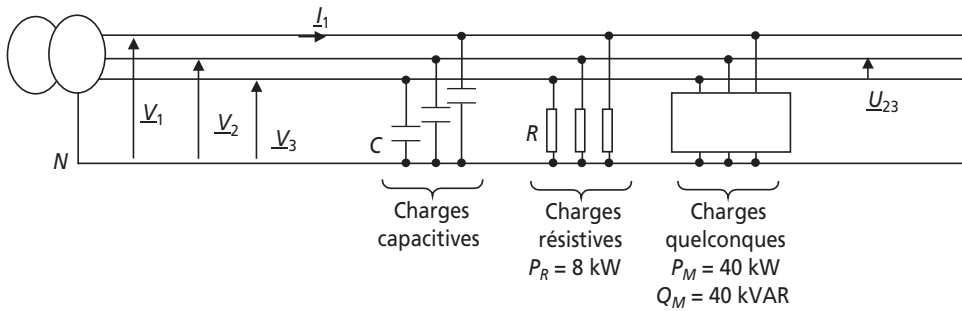 I1
V1
V2
V3
U23
N
C
R
Charges
capacitives
Charges
résistives
PR = 8 kW
Charges
quelconques
PM = 40 kW
QM = 40 kVAR